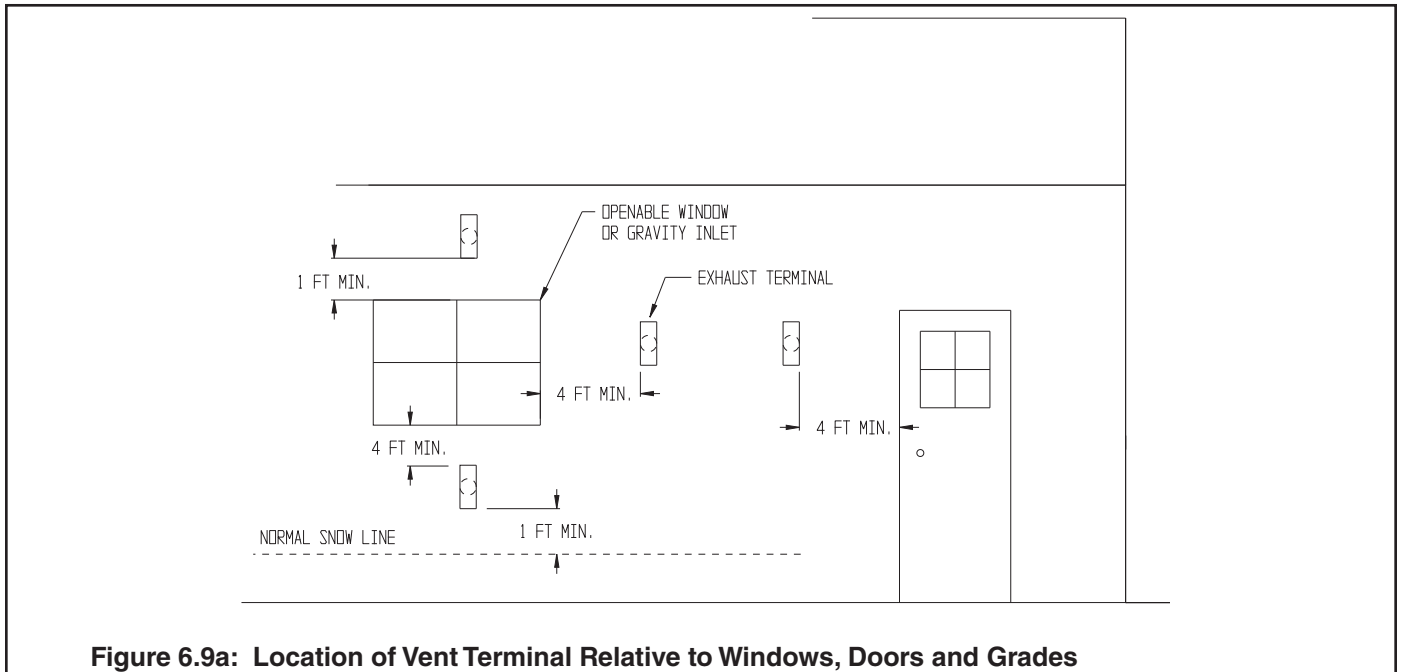 OPENABLE WINDOW
OR GRAVITY INLET
1 FT MIN.
EXHAUST TERMINAL
4 FT MIN.
4 FT MIN.
4 FT MIN.
1 FT MIN.
NORMAL SNOW LINE
Figure 6.9a: Location of Vent Terminal Relative to Windows, Doors and Grades